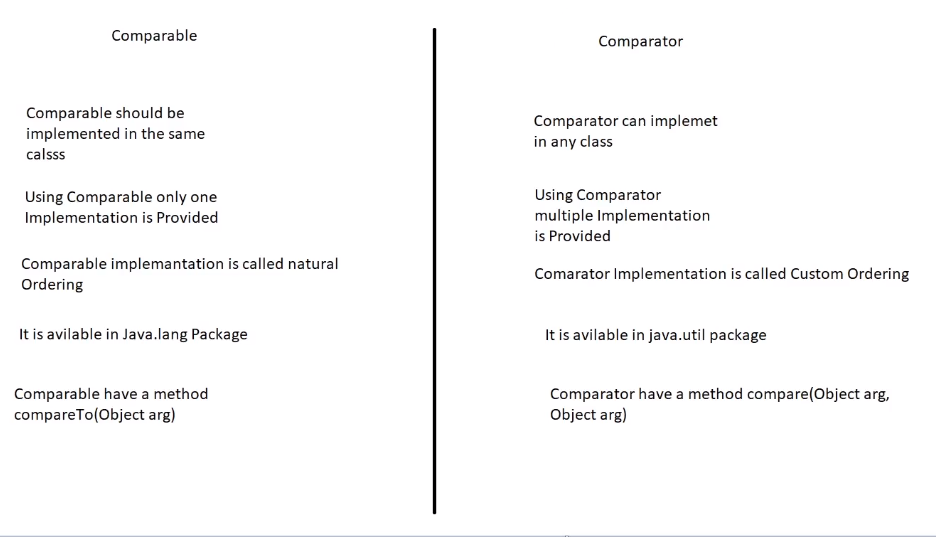 Comparable
Comparable should be
implemented in the same
calsss
Using Comparable only one
Implementation is Provided
Comparable implemantation is called natural
Ordering
It is avilable in Java.lang Package
Comparable have a method
compareTo(Object arg)
Comparator
Comparator can implemet
in any class
Using Comparator
multiple Implementation
is Provided
Comarator Implementation is called Custom Ordering
It is avilable in java.util package
Comparator have a method compare(Object arg,
Object arg)